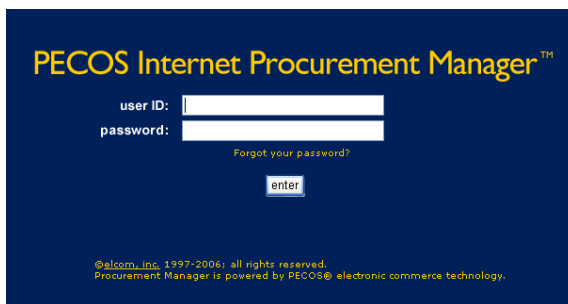 PECOS Internet Procurement Manager™
user ID:
password:
Forgot your password?
enter
©elcom, inc. 1997-2006; all rights reserved.
Procurement Manager is powered by PECOS® electronic commerce technology.